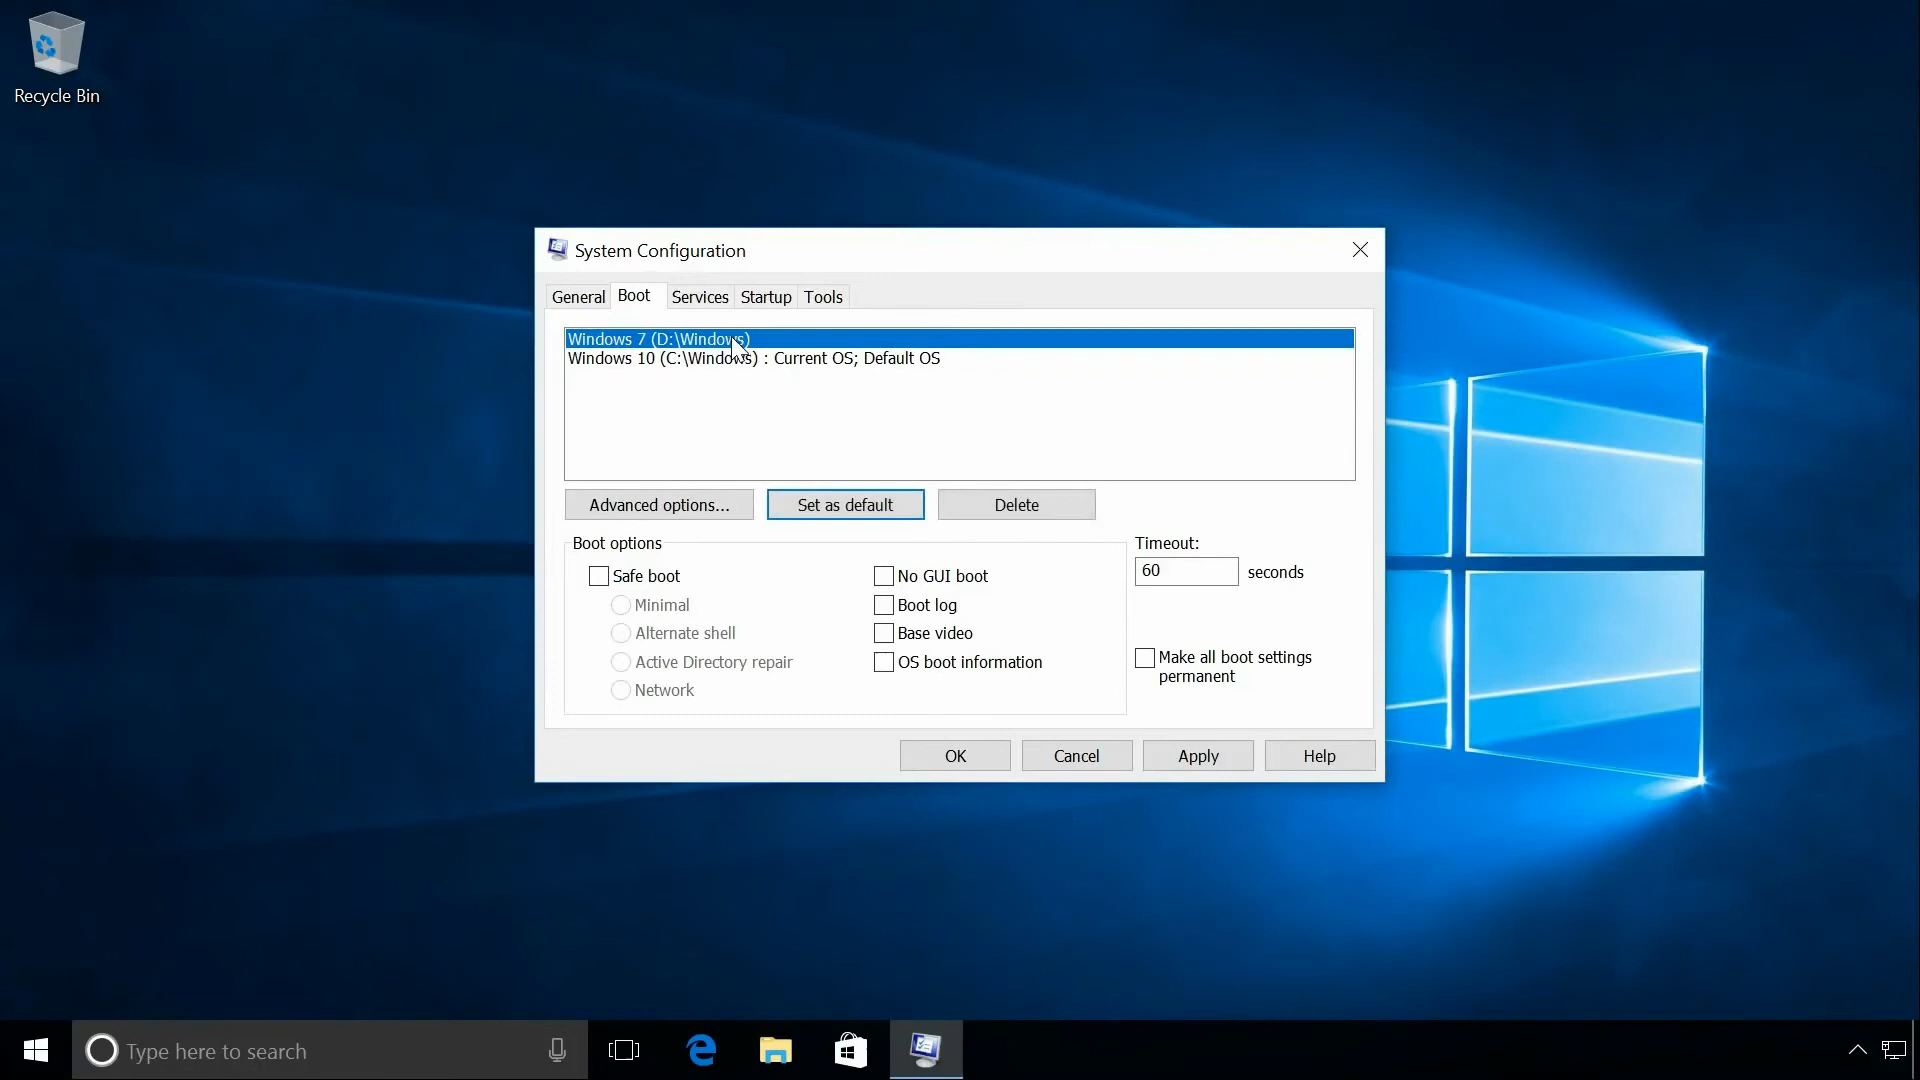 Recycle Bin
System Configuration
General Boot Services Startup Tools
Windows 7 (D:\Windows)
Windows 10 (C:\Windows) : Current OS; Default OS
Advanced options...
Set as default
Delete
Boot options
Timeout:
Safe boot
No GUI boot
60 seconds
Minimal
Boot log
Alternate shell
Base video
Active Directory repair
OS boot information
Make all boot settings
permanent
Network
OK
Cancel
Apply
Help
Type here to search